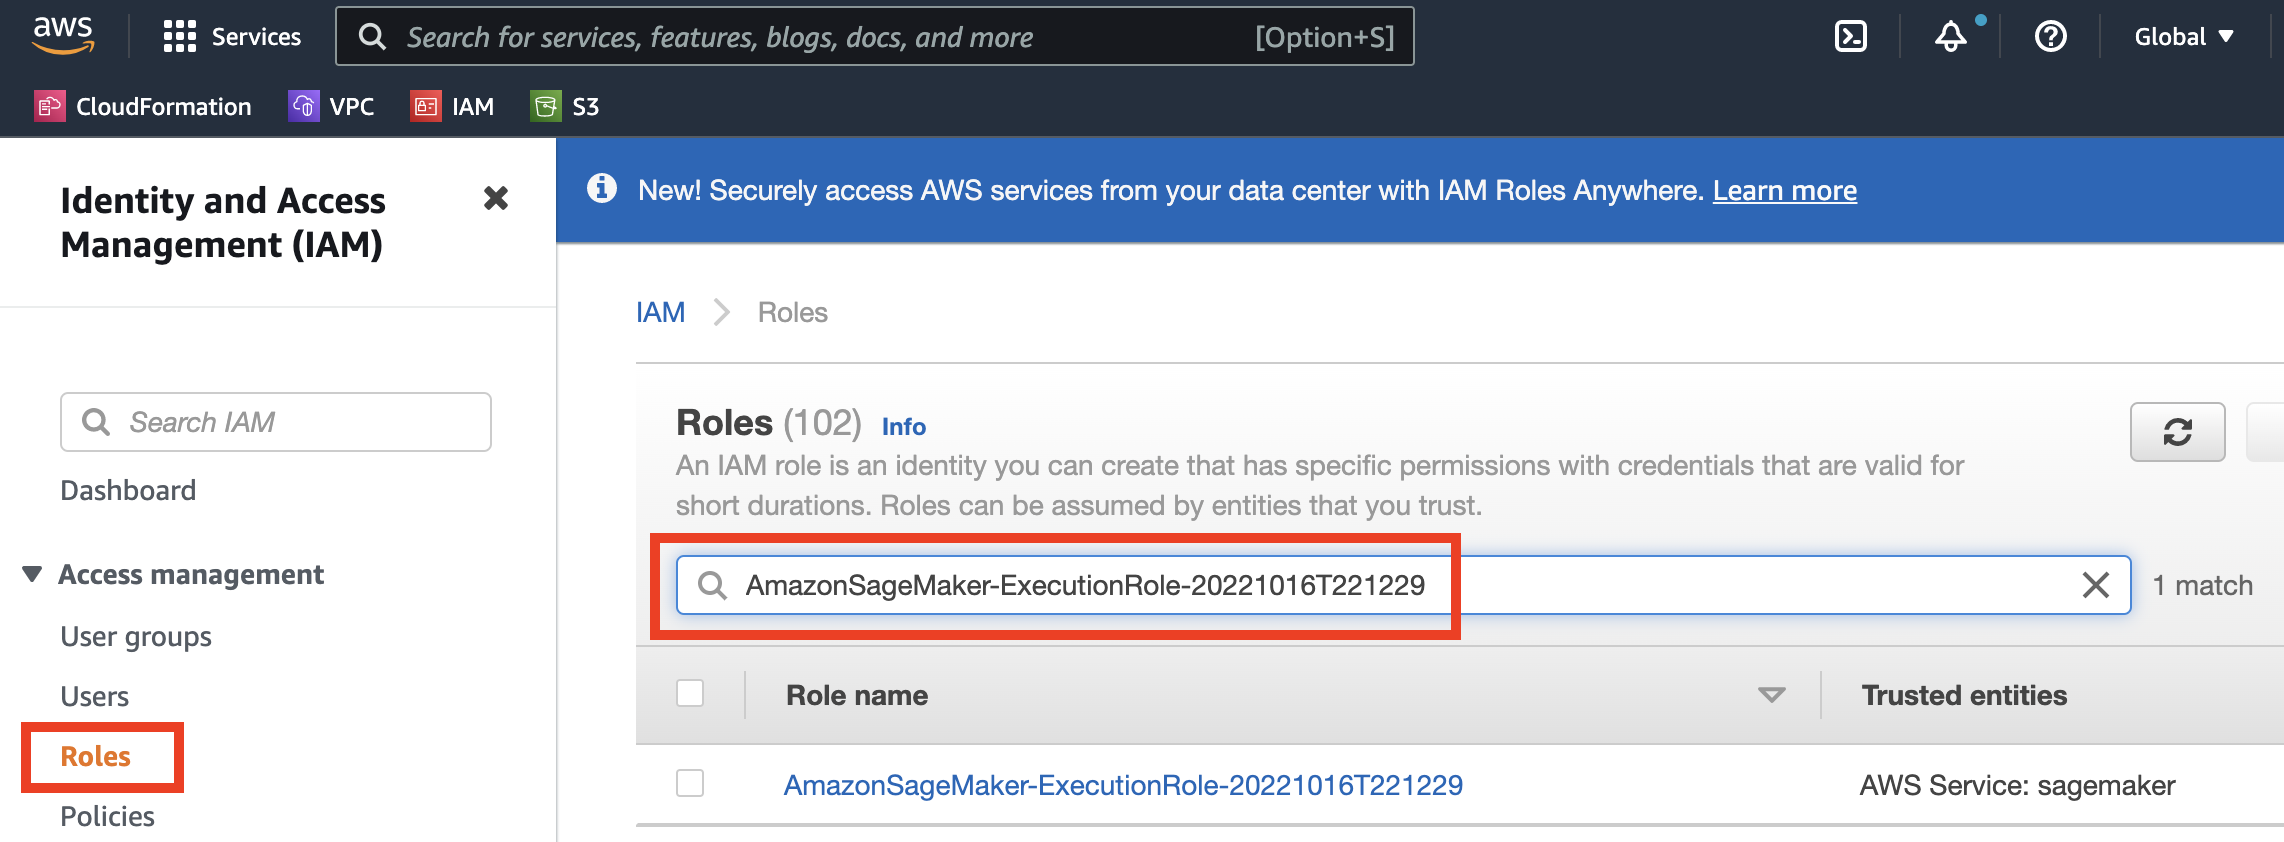 aws
Services
Search for services, features, blogs, docs, and more
[Option+S]
Global
CloudFormation
VPC
IAM
S3
Identity and Access
Management (IAM)
Search IAM
Dashboard
Access management
User groups
Users
Roles
Policies
New! Securely access AWS services from your data center with IAM Roles Anywhere. Learn more
IAM
Roles
Roles (102) Info
An IAM role is an identity you can create that has specific permissions with credentials that are valid for
short durations. Roles can be assumed by entities that you trust.
AmazonSageMaker-ExecutionRole-20221016T221229
1 match
Role name
Trusted entities
AmazonSageMaker-ExecutionRole-20221016T221229
AWS Service: sagemaker